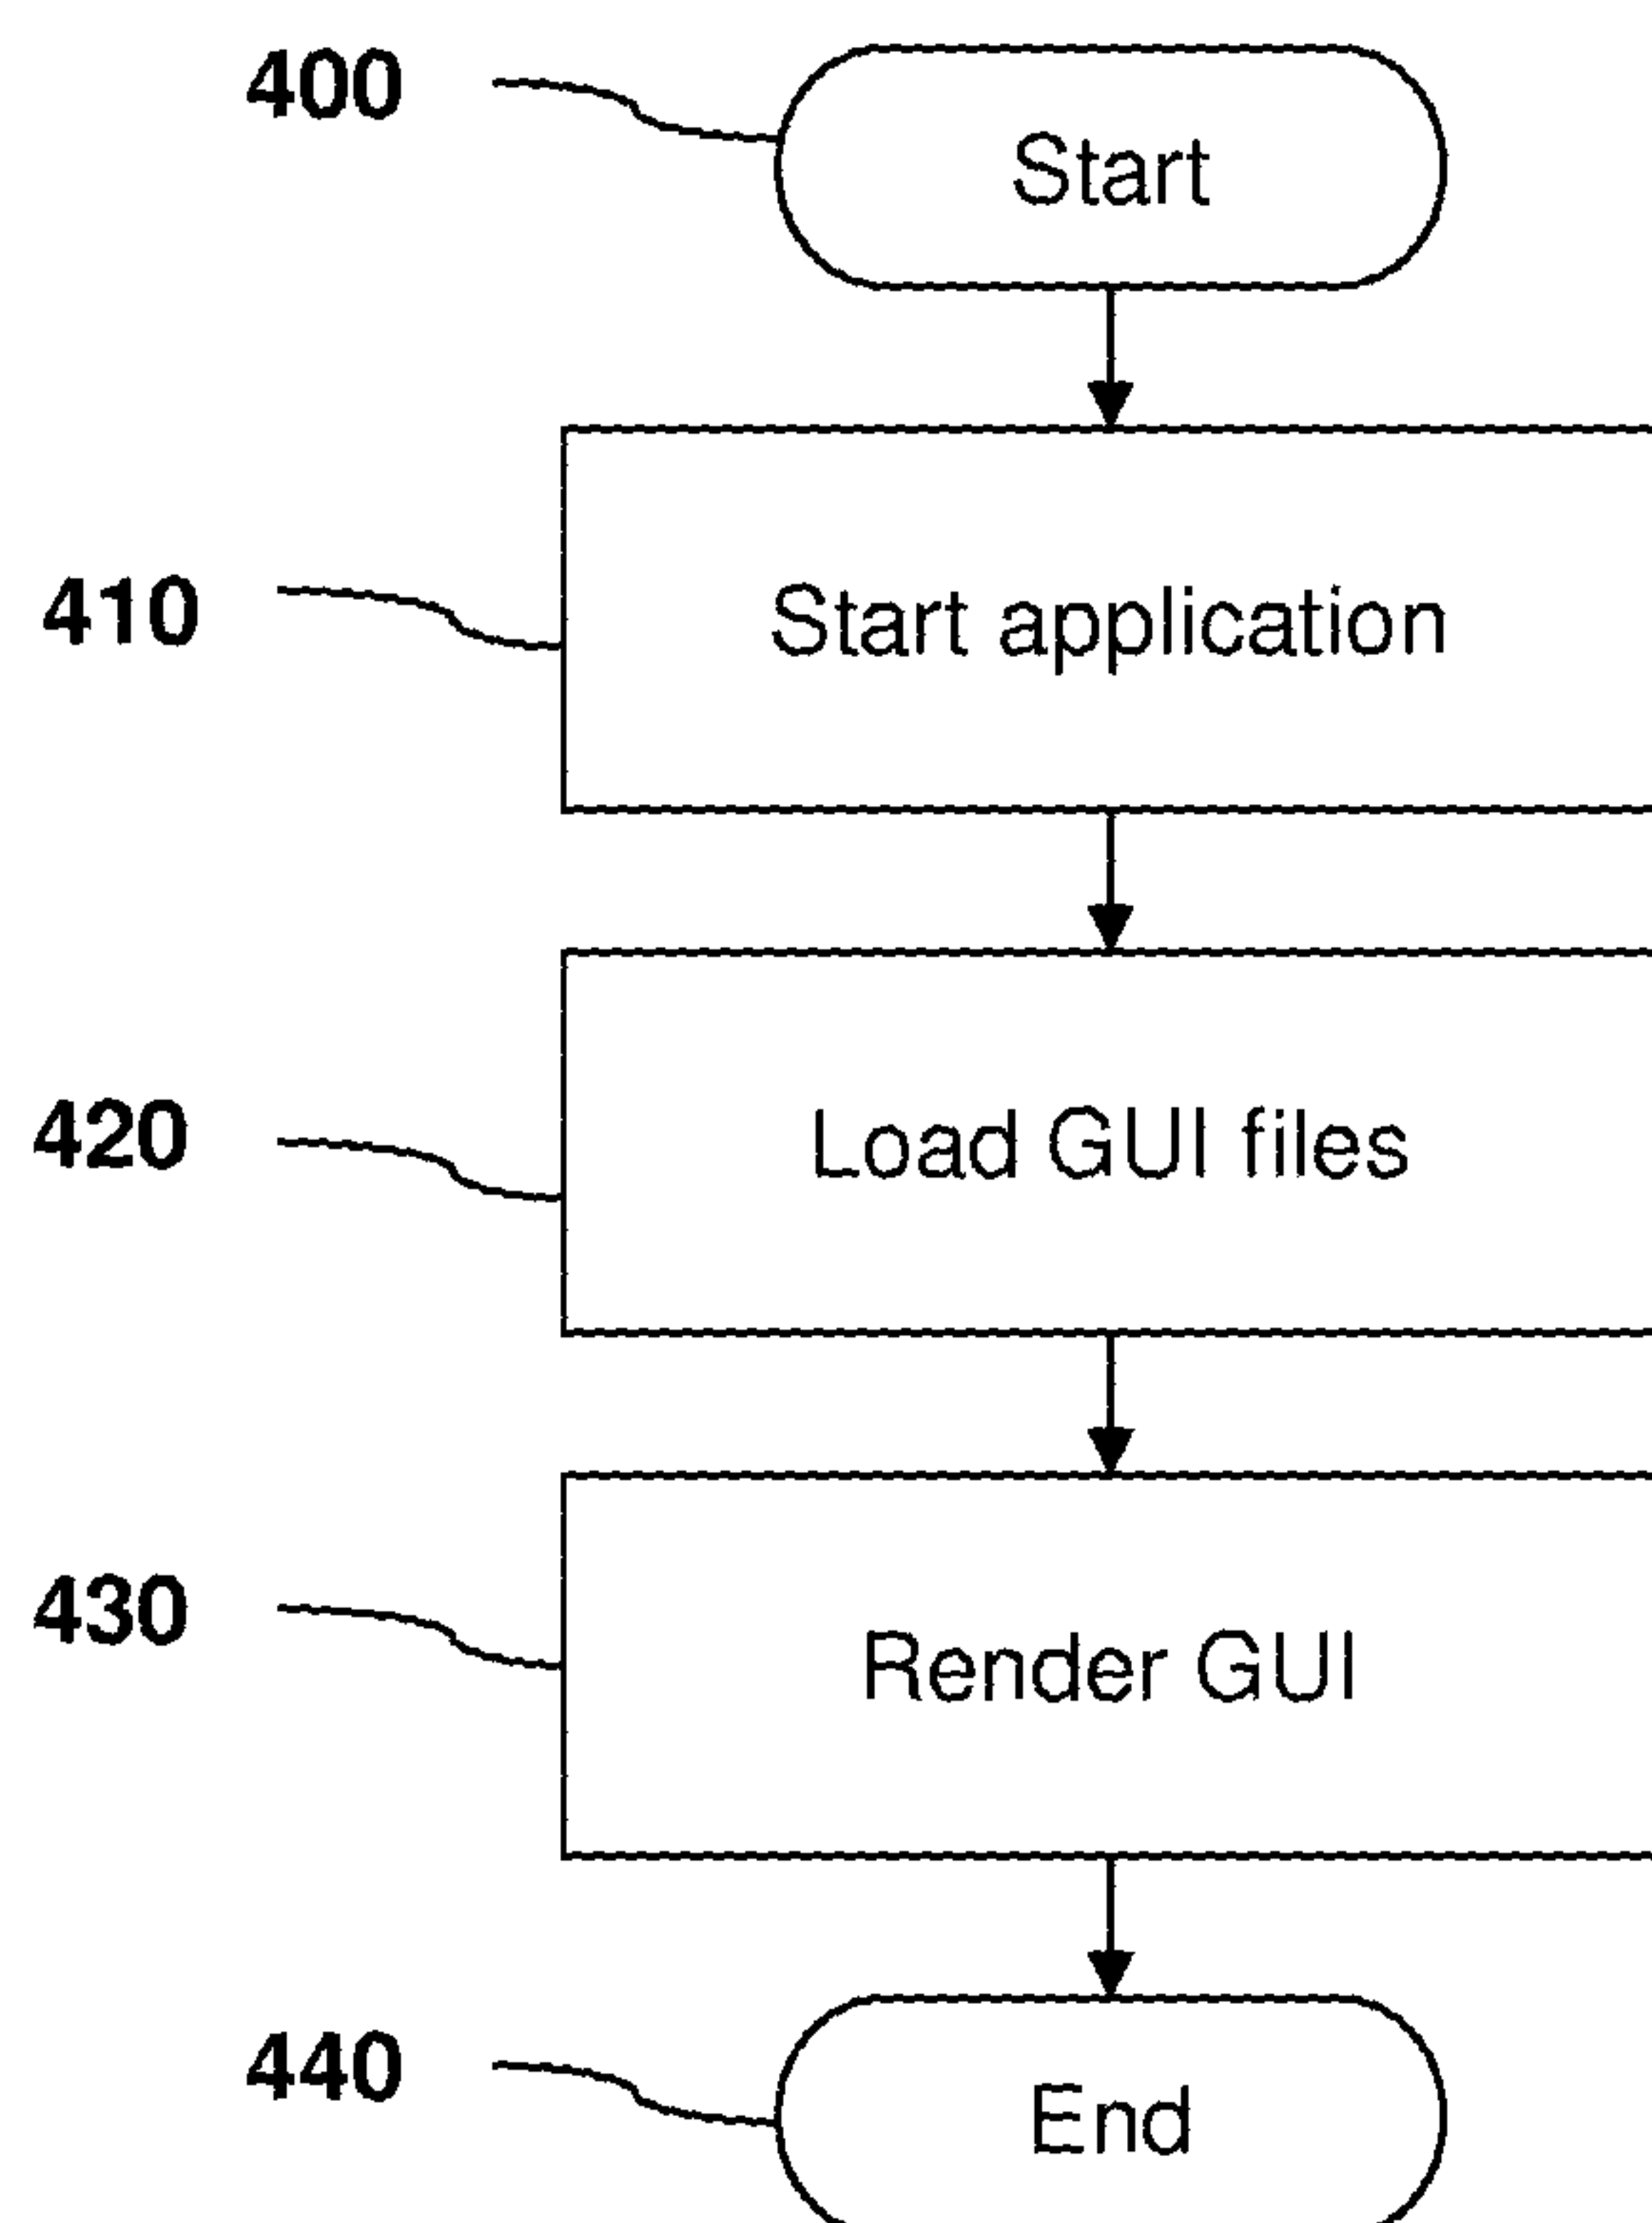 400
Start
410
Start application
420
Load GUI files
430
Render GUI
440
End